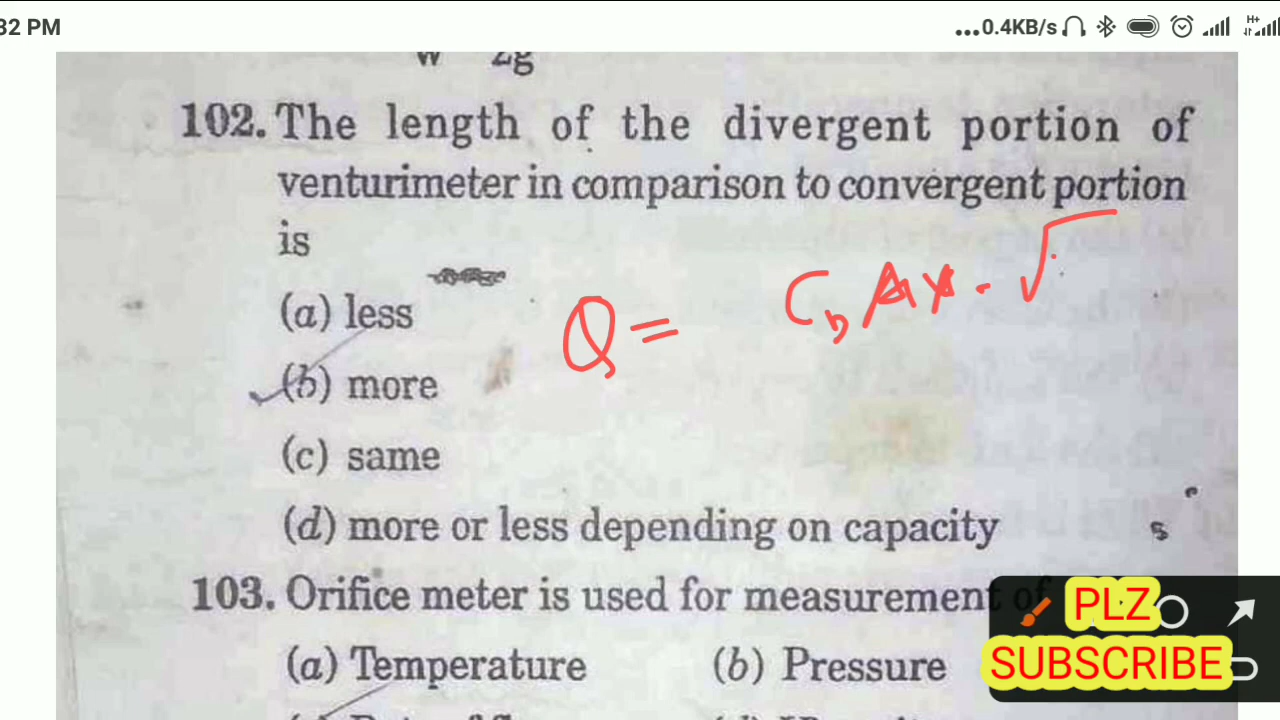 32 PM
...0.4KB/s H+
w 2g
102. The length of the divergent portion of
venturimeter in comparison to convergent portion
is
(a) less
Q =
(b) more
(c) same
(d) more or less depending on capacity
s
103. Orifice meter is used for measurement of
PLZ
SUBSCRIBE
(a) Temperature (b) Pressure